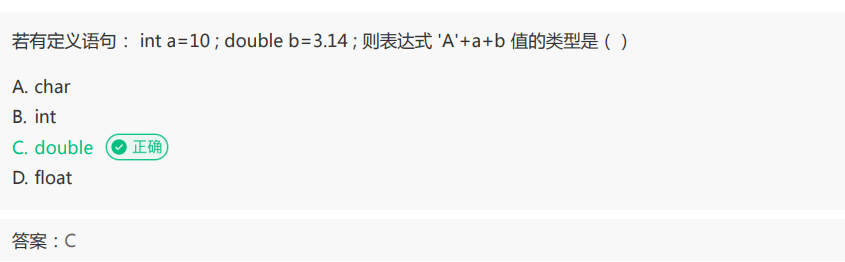 若有定义语句： int a=10 ; double b=3.14 ; 则表达式 'A'+a+b 值的类型是 ( )
A. char
B. int
C. double 正确
D. float
答案：C